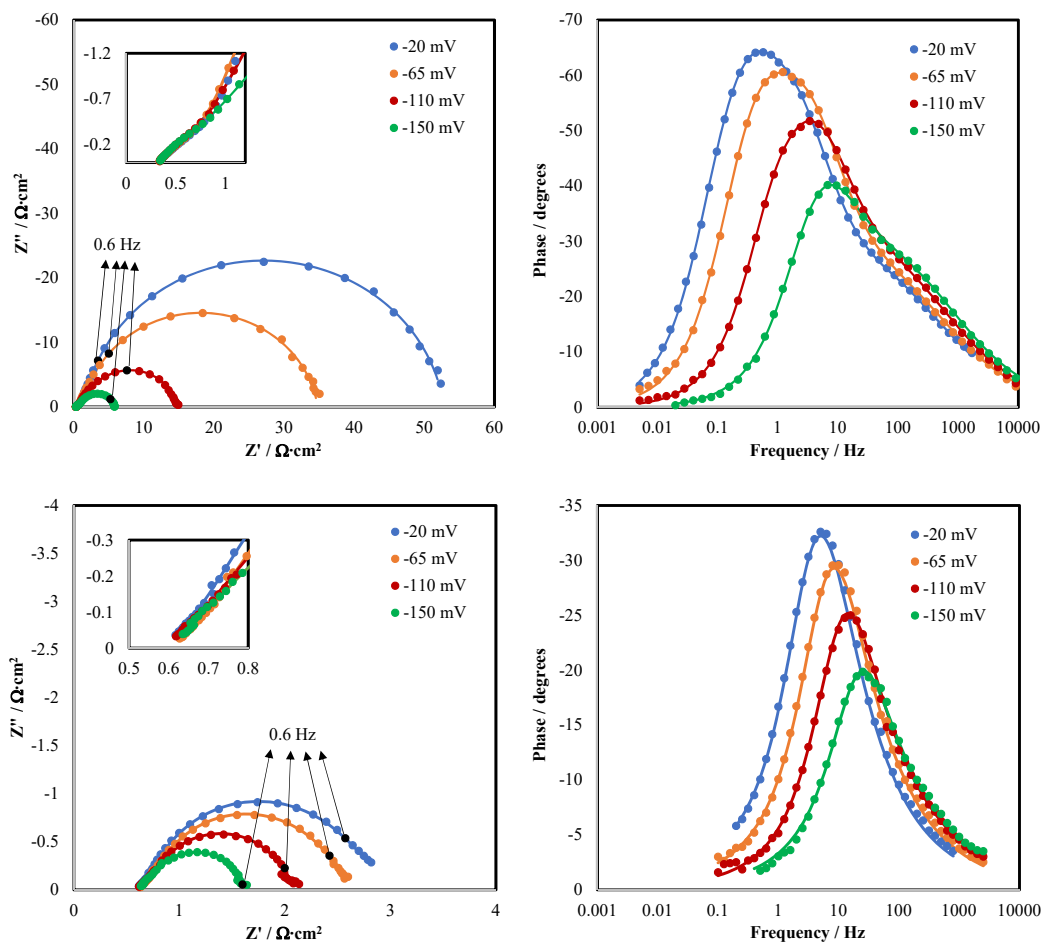 -60
-50
-40
-30
-20
-10
0
0
10
20
30
40
50
60
Z'' / Ω·cm²
Z' / Ω·cm²
-1.2
-0.7
-0.2
0
0.5
1
-20 mV
-65 mV
-110 mV
-150 mV
0.6 Hz
-70
-60
-50
-40
-30
-20
-10
0
0.001
0.01
0.1
1
10
100
1000
10000
Phase / degrees
Frequency / Hz
-20 mV
-65 mV
-110 mV
-150 mV
-4
-3.5
-3
-2.5
-2
-1.5
-1
-0.5
0
0
1
2
3
4
Z'' / Ω·cm²
Z' / Ω·cm²
-0.3
-0.2
-0.1
0
0.5
0.6
0.7
0.8
-20 mV
-65 mV
-110 mV
-150 mV
0.6 Hz
-35
-30
-25
-20
-15
-10
-5
0
0.001
0.01
0.1
1
10
100
1000
10000
Phase / degrees
Frequency / Hz
-20 mV
-65 mV
-110 mV
-150 mV